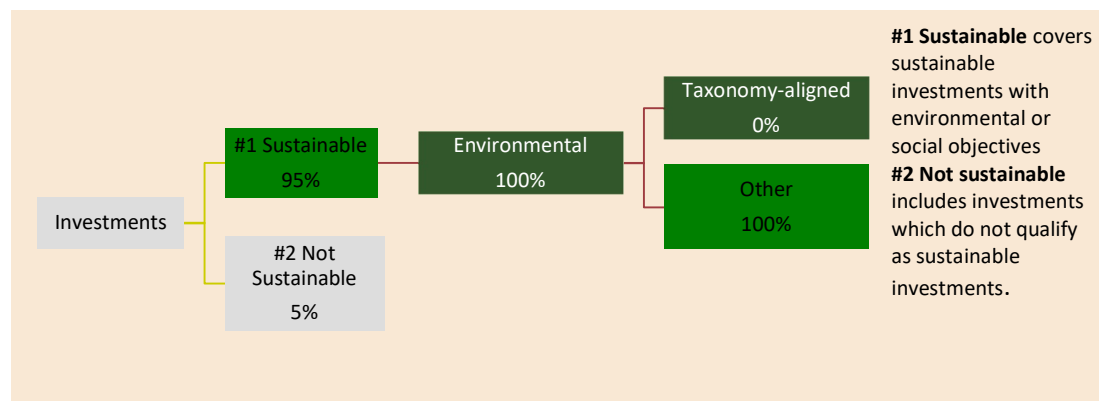 Investments
#1 Sustainable
95%
#2 Not
Sustainable
5%
Environmental
100%
Taxonomy-aligned
0%
Other
100%
#1 Sustainable covers
sustainable
investments with
environmental or
social objectives
#2 Not sustainable
includes investments
which do not qualify
as sustainable
investments.